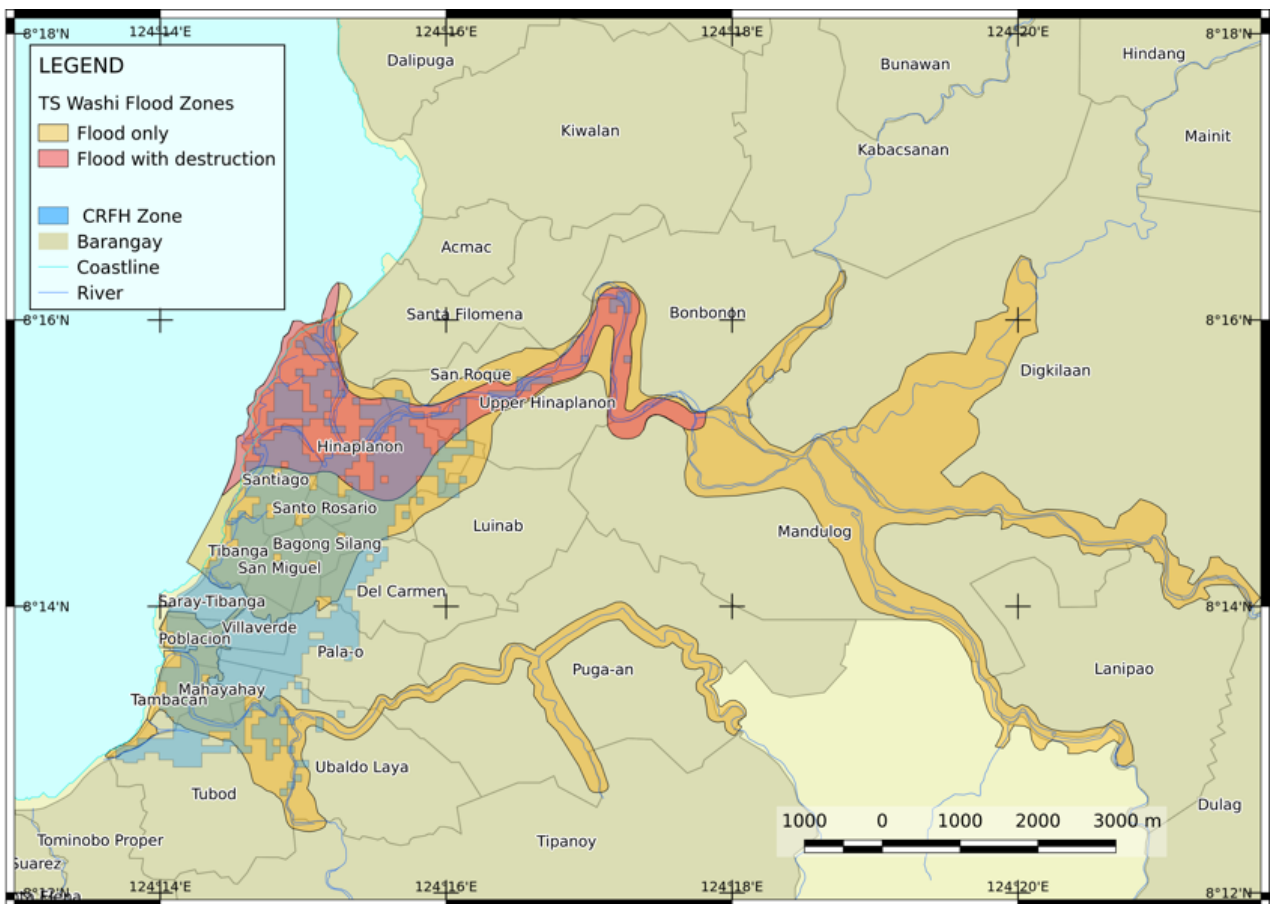 124°14'E 124°16'E 124°18'E 124°20'E
8°18'N 8°18'N
LEGEND
TS Washi Flood Zones
Flood only
Flood with destruction
CRFH Zone
Barangay
Coastline
River
Dalipuga
Bunawan
Hindang
Kiwalan
Mainit
Kabacsanan
Acmac
Santa Filomena
Bonbonon
8°16'N 8°16'N
San Roque
Digkilaan
Upper Hinaplanon
Hinaplanon
Santiago
Santo Rosario
Luinab
Mandulog
Bagong Silang
Tibanga
San Miguel
Del Carmen
Saray-Tibanga
8°14'N 8°14'N
Villaverde
Poblacion
Pala-o
Puga-an
Lanipao
Mahayahay
Tambacan
Ubaldo Laya
Tubod
Dulag
1000 0 1000 2000 3000 m
Tominobo Proper
Tipanoy
Suarez
124°14'E 124°16'E 124°18'E 124°20'E
8°12'N 8°12'N